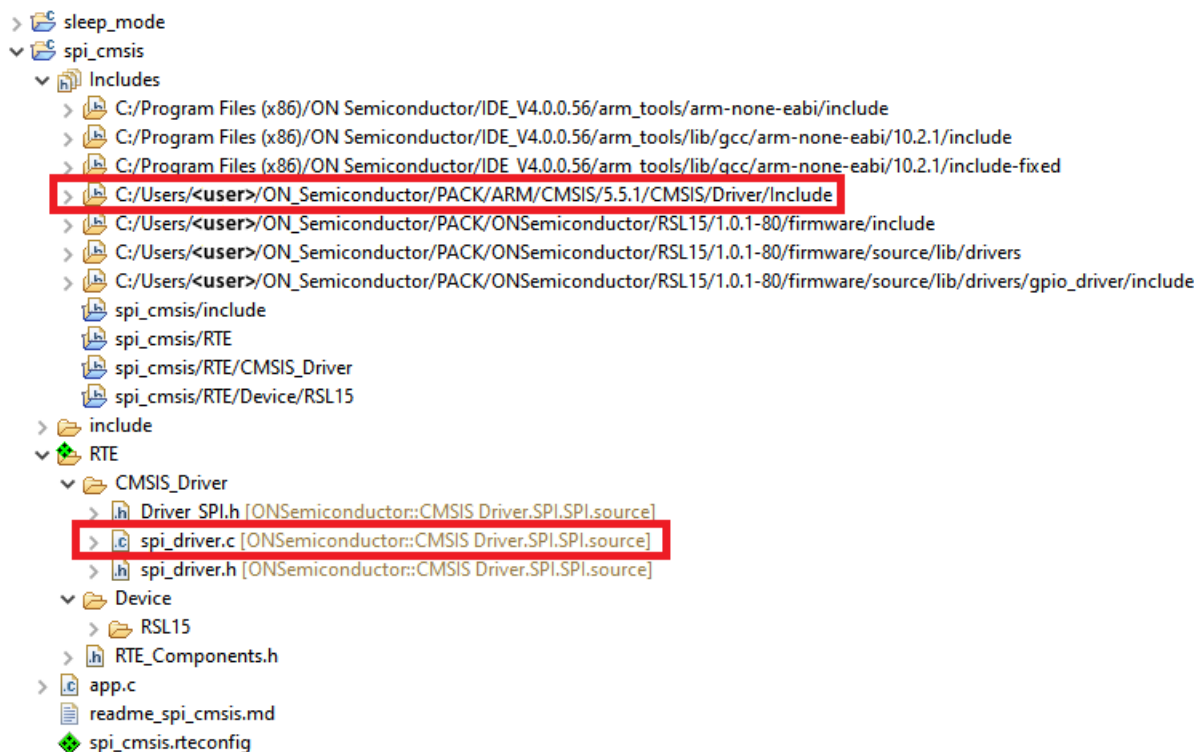 sleep_mode
spi_cmsis
Includes
C:/Program Files (x86)/ON Semiconductor/IDE_V4.0.0.56/arm_tools/arm-none-eabi/include
C:/Program Files (x86)/ON Semiconductor/IDE_V4.0.0.56/arm_tools/lib/gcc/arm-none-eabi/10.2.1/include
C:/Program Files (x86)/ON Semiconductor/IDE_V4.0.0.56/arm_tools/lib/gcc/arm-none-eabi/10.2.1/include-fixed
C:/Users/<user>/ON_Semiconductor/PACK/ARM/CMSIS/5.5.1/CMSIS/Driver/Include
C:/Users/<user>/ON_Semiconductor/PACK/ONSemiconductor/RSL15/1.0.1-80/firmware/include
C:/Users/<user>/ON_Semiconductor/PACK/ONSemiconductor/RSL15/1.0.1-80/firmware/source/lib/drivers
C:/Users/<user>/ON_Semiconductor/PACK/ONSemiconductor/RSL15/1.0.1-80/firmware/source/lib/drivers/gpio_driver/include
spi_cmsis/include
spi_cmsis/RTE
spi_cmsis/RTE/CMSIS_Driver
spi_cmsis/RTE/Device/RSL15
include
RTE
CMSIS_Driver
Driver_SPI.h [ONSemiconductor::CMSIS Driver.SPI.SPI.source]
spi_driver.c [ONSemiconductor::CMSIS Driver.SPI.SPI.source]
spi_driver.h [ONSemiconductor::CMSIS Driver.SPI.SPI.source]
Device
RSL15
RTE_Components.h
app.c
readme_spi_cmsis.md
spi_cmsis.rteconfig